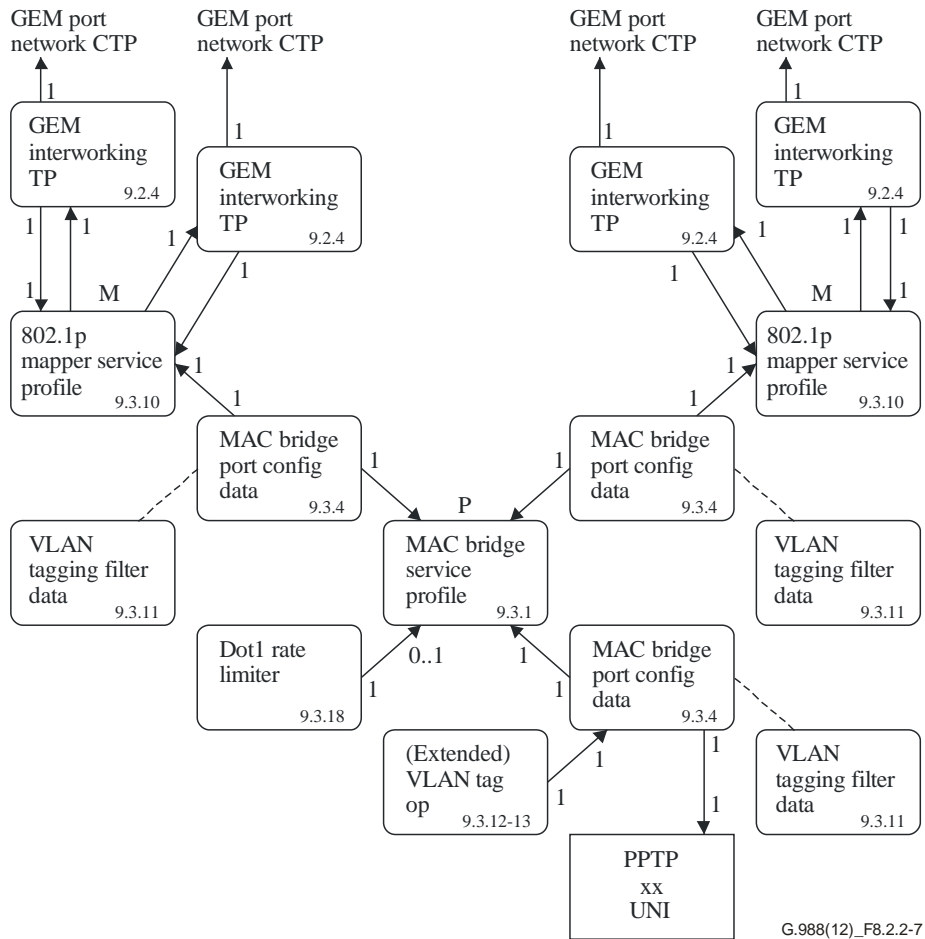 GEM port
network CTP
GEM port
network CTP
GEM port
network CTP
GEM port
network CTP
1
1
1
1
GEM
interworking
TP
9.2.4
GEM
interworking
TP
9.2.4
GEM
interworking
TP
9.2.4
GEM
interworking
TP
9.2.4
1
1
1
1
1
1
1
1
1
M
1
1
M
1
802.1p
mapper service
profile
9.3.10
802.1p
mapper service
profile
9.3.10
1
1
1
1
MAC bridge
port config
data
9.3.4
MAC bridge
port config
data
9.3.4
1
1
P
VLAN
tagging filter
data
9.3.11
MAC bridge
service
profile
9.3.1
VLAN
tagging filter
data
9.3.11
Dot1 rate
limiter
9.3.18
0..1
1
1
1
MAC bridge
port config
data
9.3.4
(Extended)
VLAN tag
op
9.3.12-13
1
1
1
1
VLAN
tagging filter
data
9.3.11
PPTP
xx
UNI
G.988(12)_F8.2.2-7